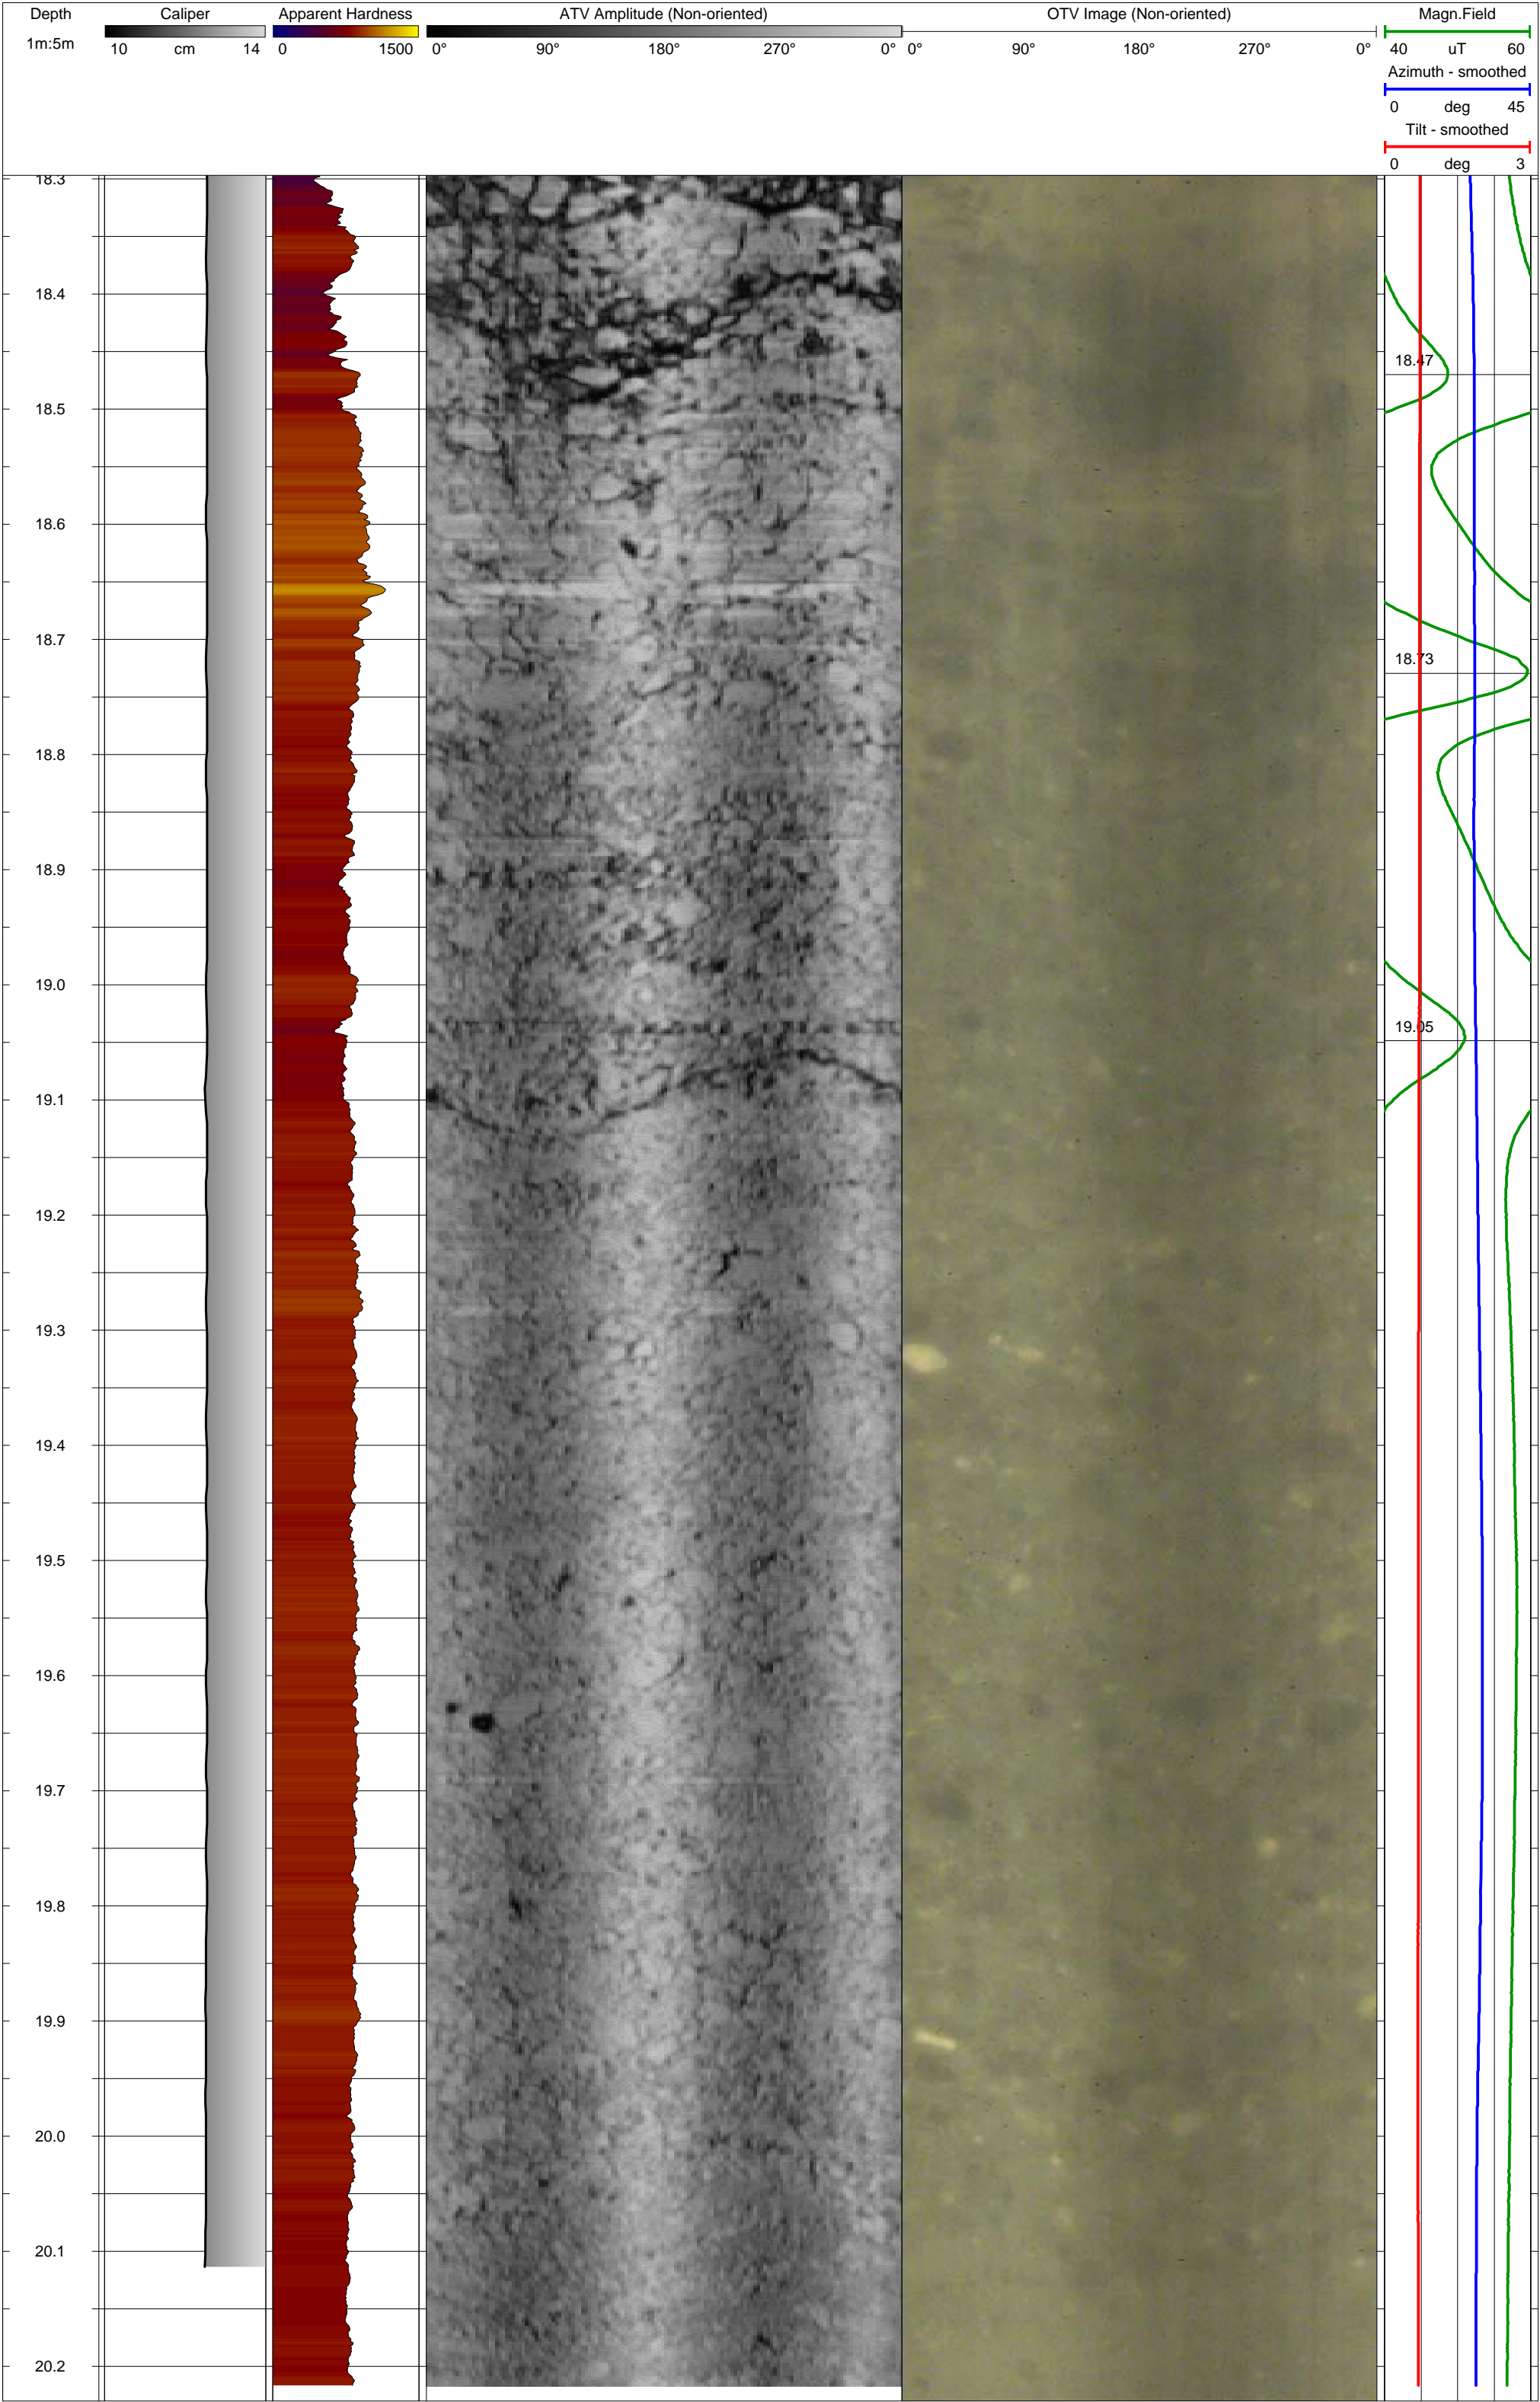 Depth
1m:5m
Caliper
10 cm 14
Apparent Hardness
0 1500
ATV Amplitude (Non-oriented)
0° 90° 180° 270° 0°
OTV Image (Non-oriented)
0° 90° 180° 270° 0°
Magn.Field
40 uT 60
Azimuth - smoothed
0 deg 45
Tilt - smoothed
0 deg 3
18.3
18.4
18.47
18.5
18.6
18.7
18.73
18.8
18.9
19.0
19.05
19.1
19.2
19.3
19.4
19.5
19.6
19.7
19.8
19.9
20.0
20.1
20.2